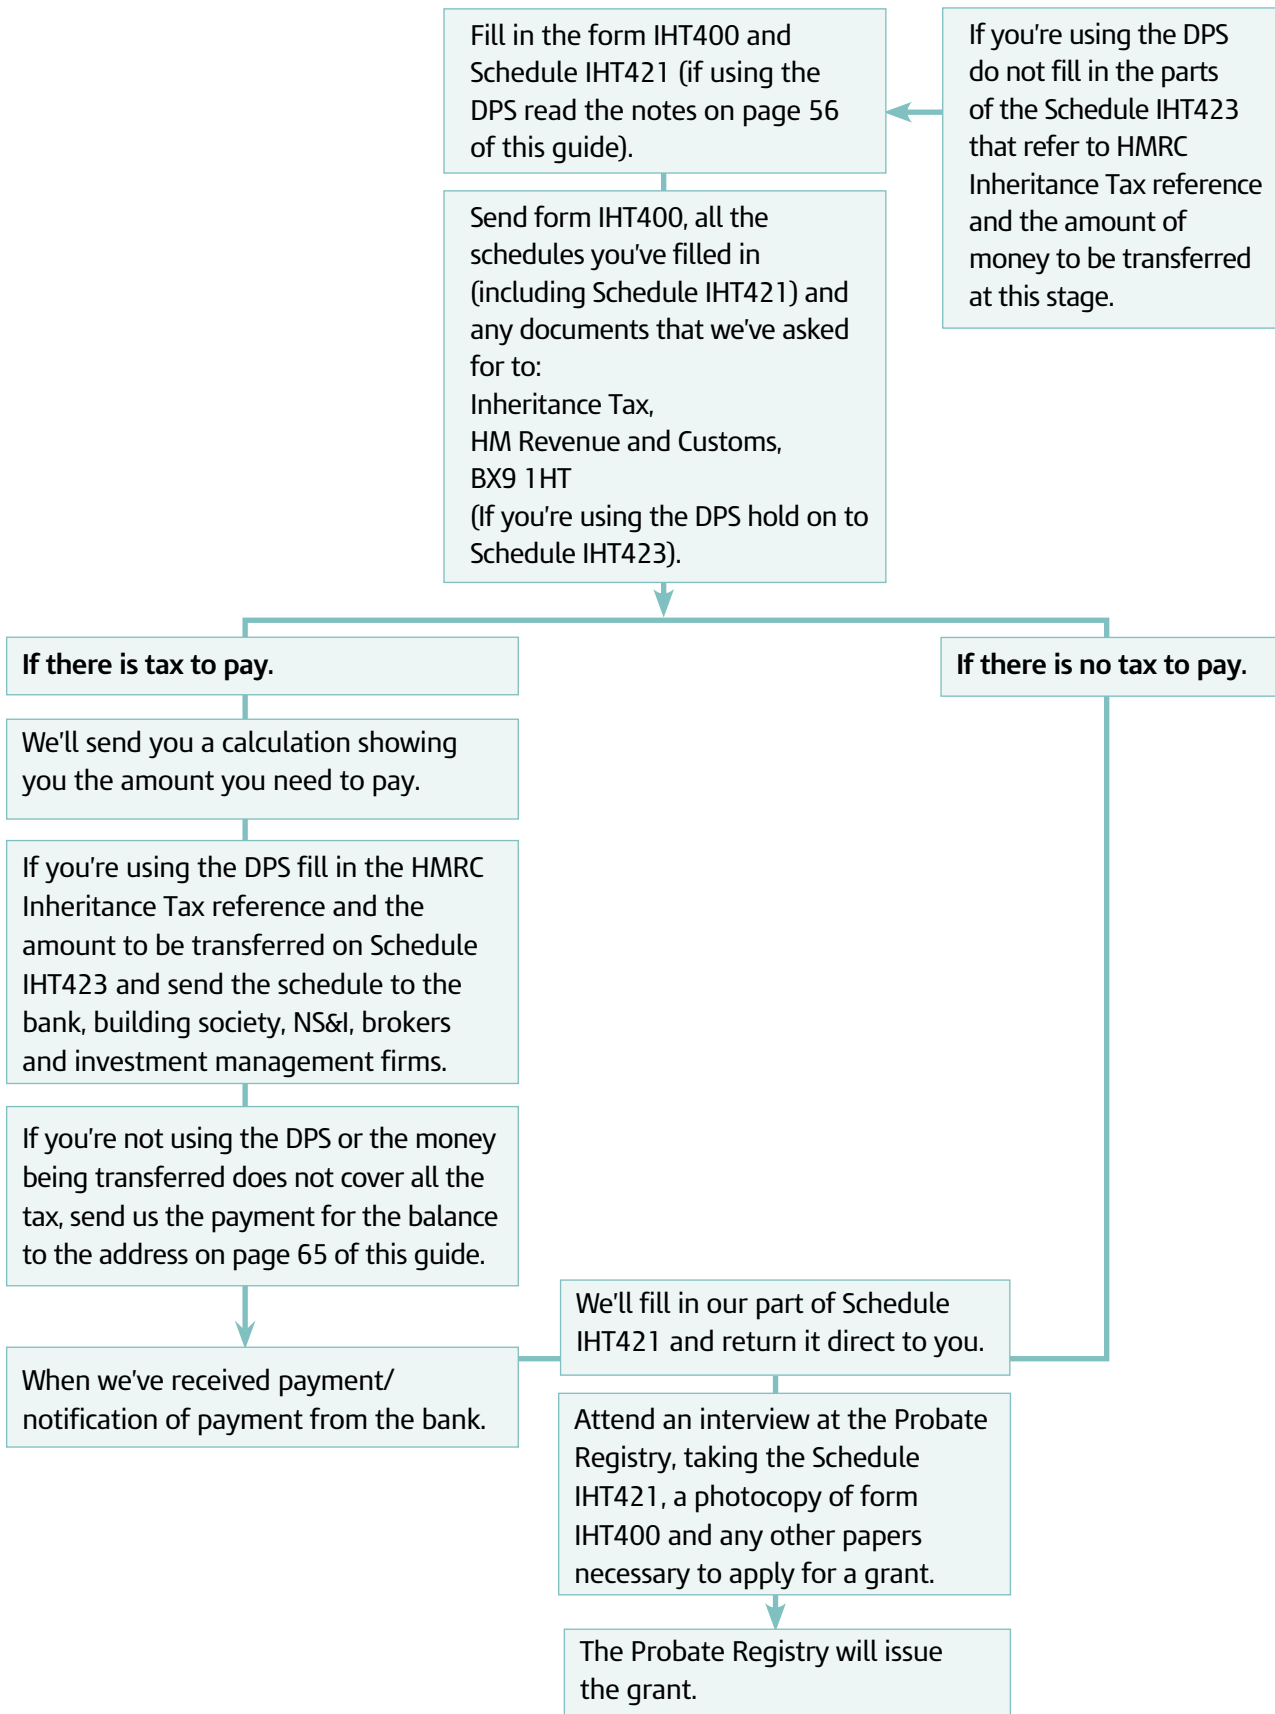 Fill in the form IHT400 and
Schedule IHT421 (if using the
DPS read the notes on page 56
of this guide).
If you're using the DPS
do not fill in the parts
of the Schedule IHT423
that refer to HMRC
Inheritance Tax reference
and the amount of
money to be transferred
at this stage.
Send form IHT400, all the
schedules you've filled in
(including Schedule IHT421) and
any documents that we've asked
for to:
Inheritance Tax,
HM Revenue and Customs,
BX9 1HT
(If you're using the DPS hold on to
Schedule IHT423).
If there is tax to pay.
If there is no tax to pay.
We'll send you a calculation showing
you the amount you need to pay.
If you're using the DPS fill in the HMRC
Inheritance Tax reference and the
amount to be transferred on Schedule
IHT423 and send the schedule to the
bank, building society, NS&I, brokers
and investment management firms.
If you're not using the DPS or the money
being transferred does not cover all the
tax, send us the payment for the balance
to the address on page 65 of this guide.
When we've received payment/
notification of payment from the bank.
We'll fill in our part of Schedule
IHT421 and return it direct to you.
Attend an interview at the Probate
Registry, taking the Schedule
IHT421, a photocopy of form
IHT400 and any other papers
necessary to apply for a grant.
The Probate Registry will issue
the grant.